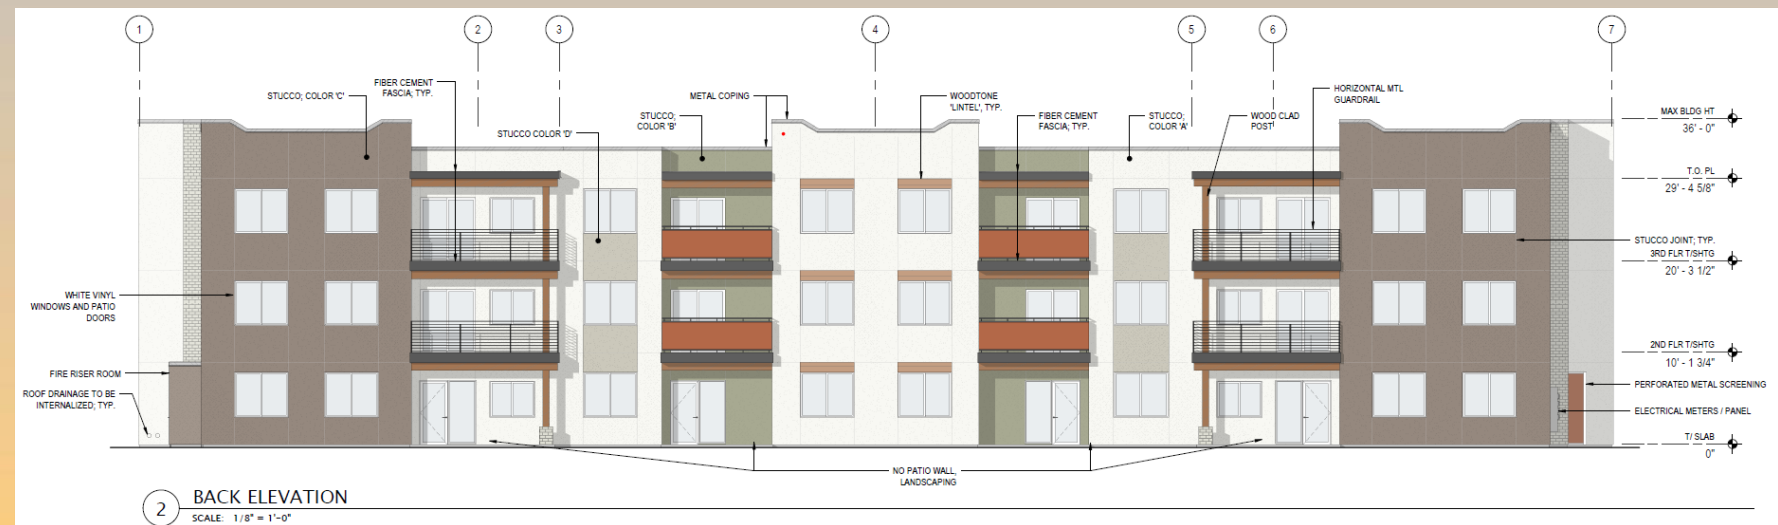 1
2
3
4
5
6
7
FIBER CEMENT
FASCIA; TYP.
STUCCO; COLOR 'C'
STUCCO COLOR 'D'
METAL COPING
STUCCO;
COLOR 'B'
WOODTONE
'LINTEL', TYP.
FIBER CEMENT
FASCIA; TYP.
STUCCO;
COLOR 'A'
WOOD CLAD
POST
HORIZONTAL MTL
GUARDRAIL
MAX BLDG HT
36' - 0"
T.O. PL
29' - 4 5/8"
STUCCO JOINT; TYP.
3RD FLR T/SHTG
20' - 3 1/2"
WHITE VINYL
WINDOWS AND PATIO
DOORS
2ND FLR T/SHTG
10' - 1 3/4"
FIRE RISER ROOM
ROOF DRAINAGE TO BE
INTERNALIZED; TYP.
PERFORATED METAL SCREENING
ELECTRICAL METERS / PANEL
T/ SLAB
0"
NO PATIO WALL,
LANDSCAPING
2
BACK ELEVATION
SCALE: 1/8" = 1'-0"